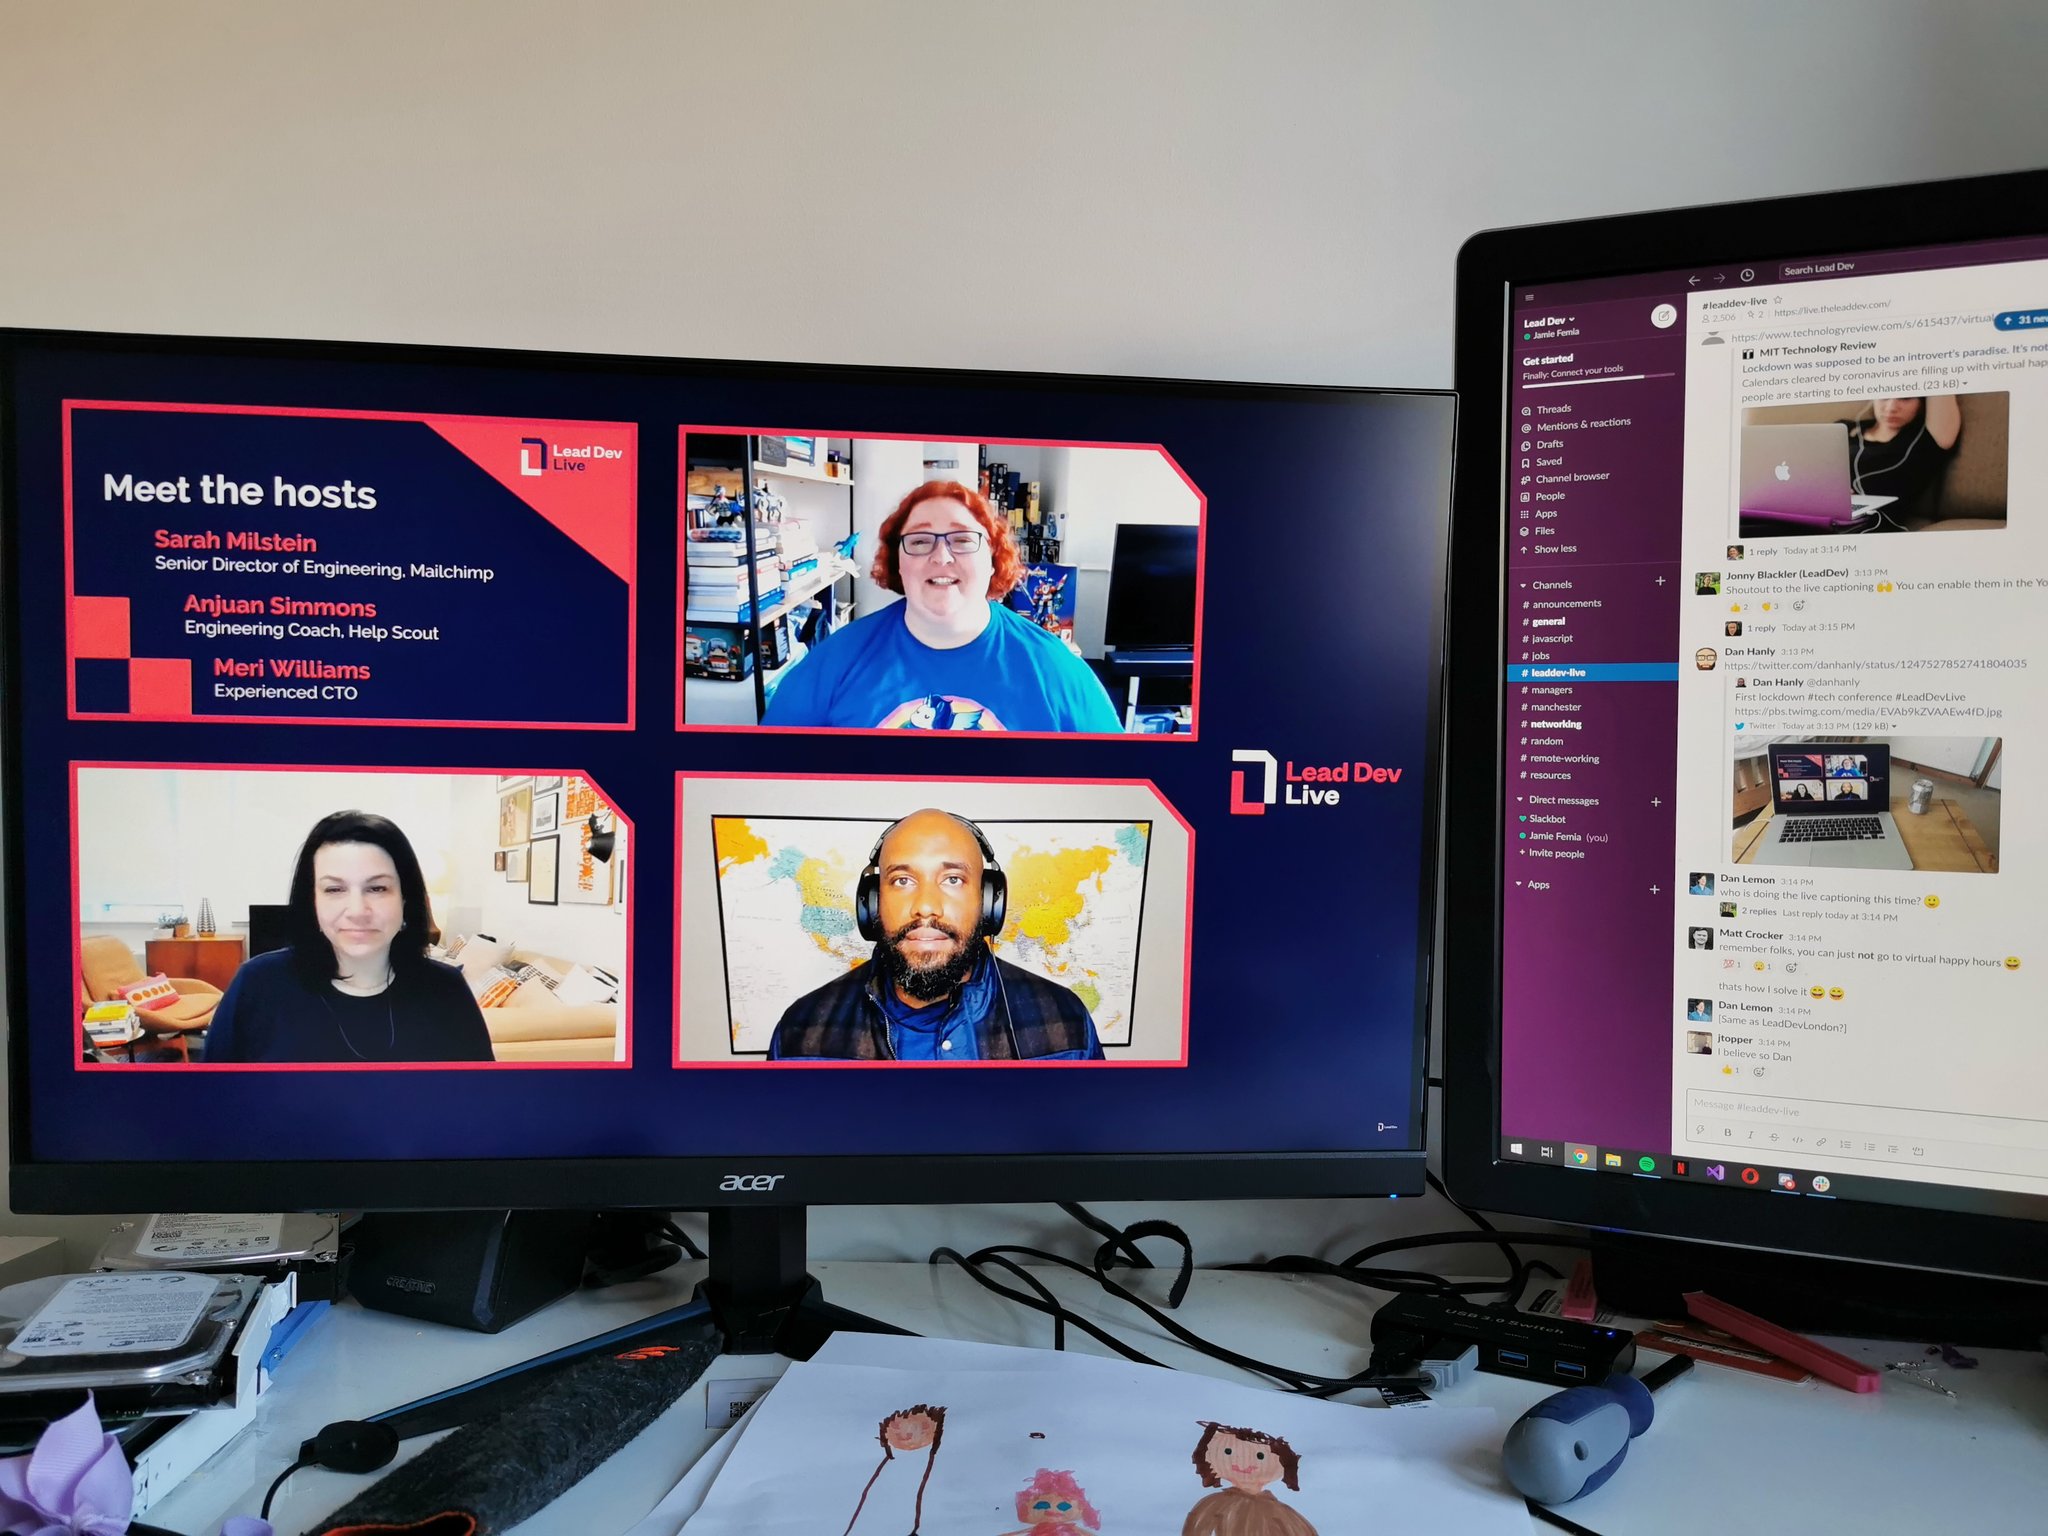 Lead Dev
Live
Meet the hosts
Sarah Milstein
Senior Director of Engineering, Mailchimp
Anjuan Simmons
Engineering Coach, Help Scout
Meri Williams
Experienced CTO
Lead Dev
Live
acer
CREATIVE
USB 3.0 Switch
Search Lead Dev
Lead Dev
Jamie Femia
Get started
Finally: Connect your tools
Threads
Mentions & reactions
Drafts
Saved
Channel browser
People
Apps
Files
Show less
Channels
# announcements
# general
# javascript
# jobs
# leaddev-live
# managers
# manchester
# networking
# random
# remote-working
# resources
Direct messages
Slackbot
Jamie Femia (you)
+ Invite people
Apps
#leaddev-live
2,506 2 https://live.theleaddev.com/
31 new
https://www.technologyreview.com/s/615437/virtual
MIT Technology Review
Lockdown was supposed to be an introvert's paradise. It's not
Calendars cleared by coronavirus are filling up with virtual hap
people are starting to feel exhausted. (23 kB)
1 reply Today at 3:14 PM
Jonny Blackler (LeadDev) 3:13 PM
Shoutout to the live captioning 🙌 You can enable them in the Yo
2 3
1 reply Today at 3:15 PM
Dan Hanly 3:13 PM
https://twitter.com/danhanly/status/1247527852741804035
Dan Hanly @danhanly
First lockdown #tech conference #LeadDevLive
https://pbs.twimg.com/media/EVAb9kZVAAEw4fD.jpg
Twitter Today at 3:13 PM (129 kB)
Dan Lemon 3:14 PM
who is doing the live captioning this time? 🙂
2 replies Last reply today at 3:14 PM
Matt Crocker 3:14 PM
remember folks, you can just not go to virtual happy hours 😄
1 1
thats how I solve it 😄 😄
Dan Lemon 3:14 PM
[Same as LeadDevLondon?]
jtopper 3:14 PM
I believe so Dan
1
Message #leaddev-live